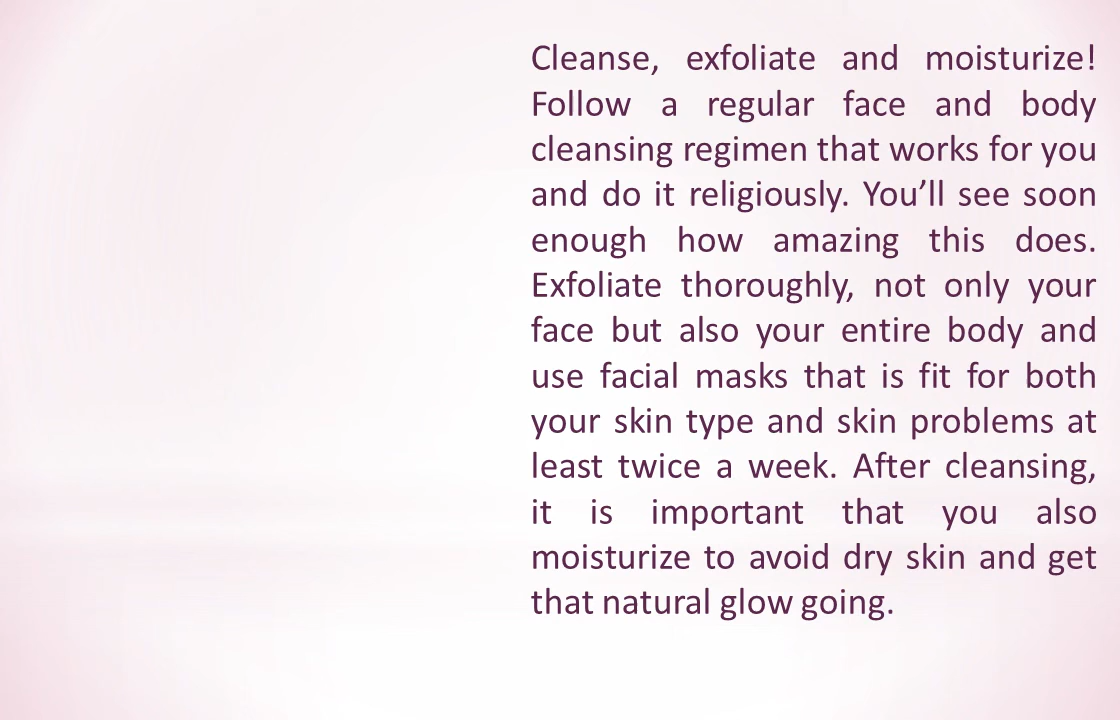 Cleanse, exfoliate and moisturize!
Follow a regular face and body
cleansing regimen that works for you
and do it religiously. You’ll see soon
enough how amazing this does.
Exfoliate thoroughly, not only your
face but also your entire body and
use facial masks that is fit for both
your skin type and skin problems at
least twice a week. After cleansing,
it is important that you also
moisturize to avoid dry skin and get
that natural glow going.